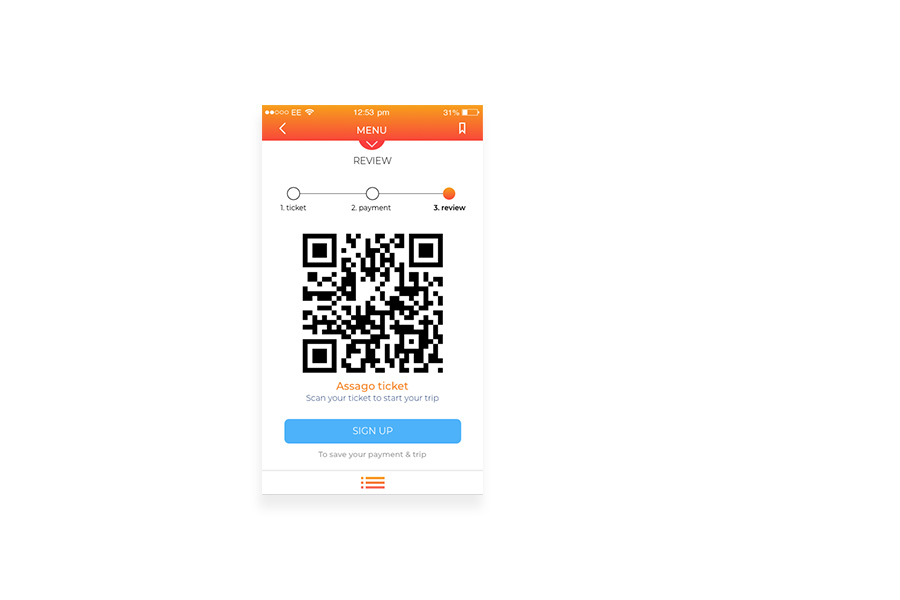 EE 12:53 pm 31%
MENU
REVIEW
1. ticket 2. payment 3. review
Assago ticket
Scan your ticket to start your trip
SIGN UP
To save your payment & trip